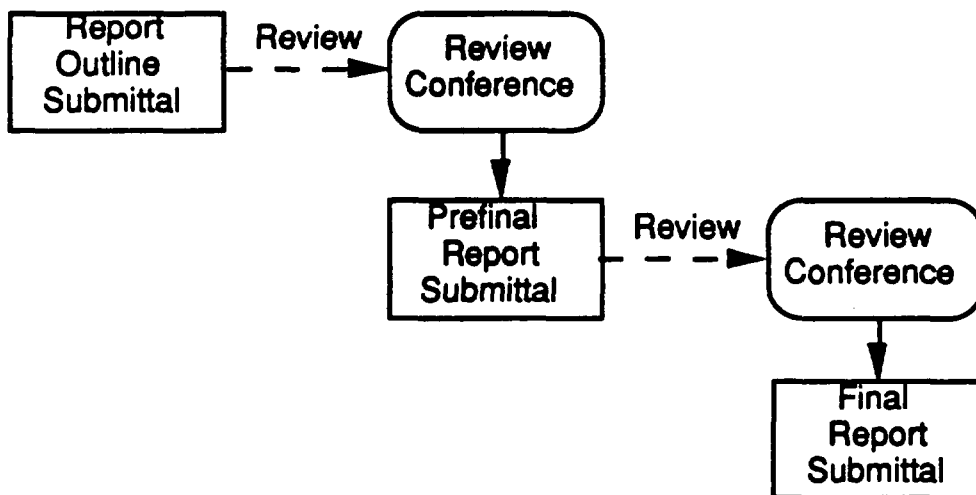 Report
Outline
Submittal
Review
Review
Conference
Prefinal
Report
Submittal
Review
Review
Conference
Final
Report
Submittal